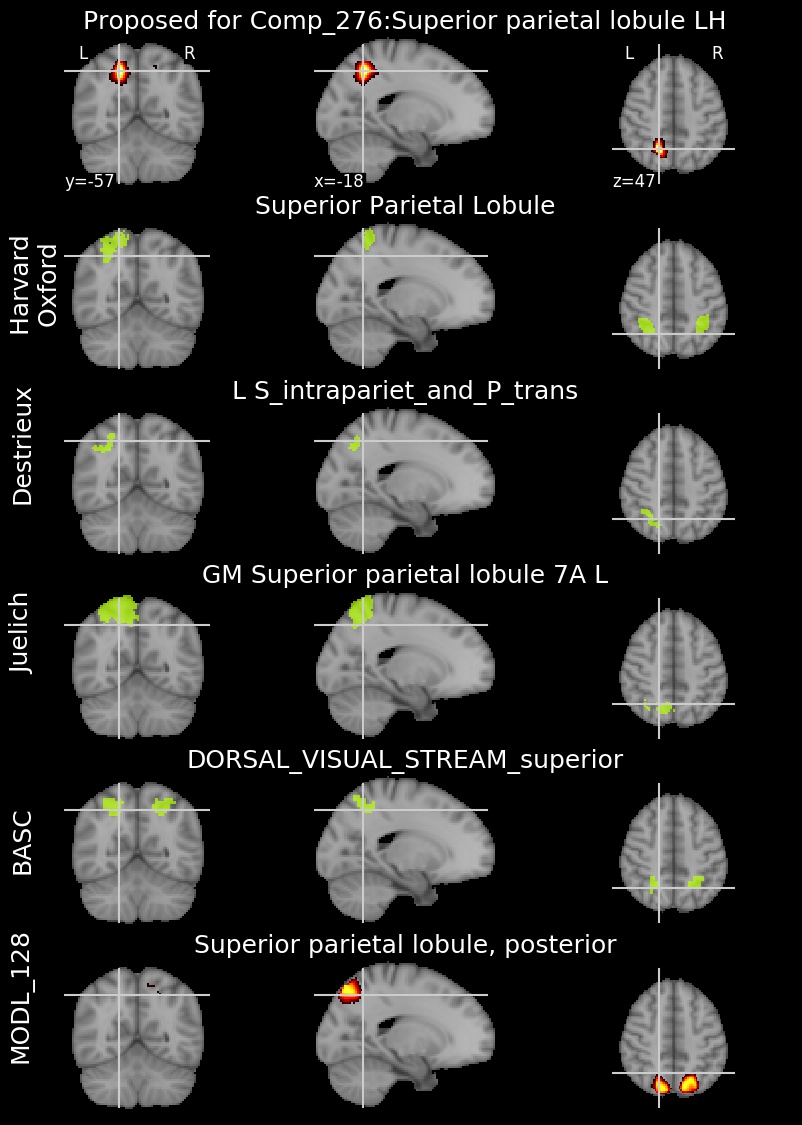 Proposed for Comp_276:Superior parietal lobule LH
L R
L R
y=-57
x=-18
z=47
Superior Parietal Lobule
Harvard
Oxford
L S_intrapariet_and_P_trans
Destrieux
GM Superior parietal lobule 7A L
Juelich
DORSAL_VISUAL_STREAM_superior
BASC
Superior parietal lobule, posterior
MODL_128